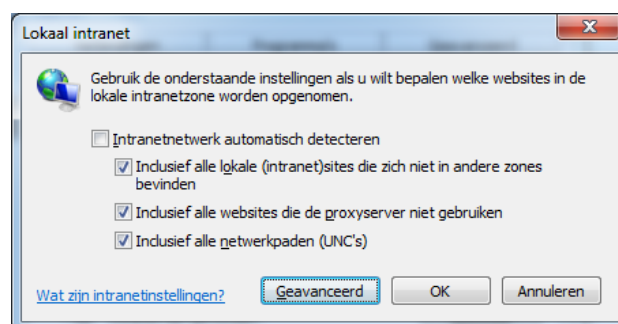 Lokaal intranet
Gebruik de onderstaande instellingen als u wilt bepalen welke websites in de
lokale intranetzone worden opgenomen.
Intranetnetwerk automatisch detecteren
Inclusief alle lokale (intranet)sites die zich niet in andere zones
bevinden
Inclusief alle websites die de proxyserver niet gebruiken
Inclusief alle netwerkpaden (UNC's)
Wat zijn intranetinstellingen? Geavanceerd OK Annuleren